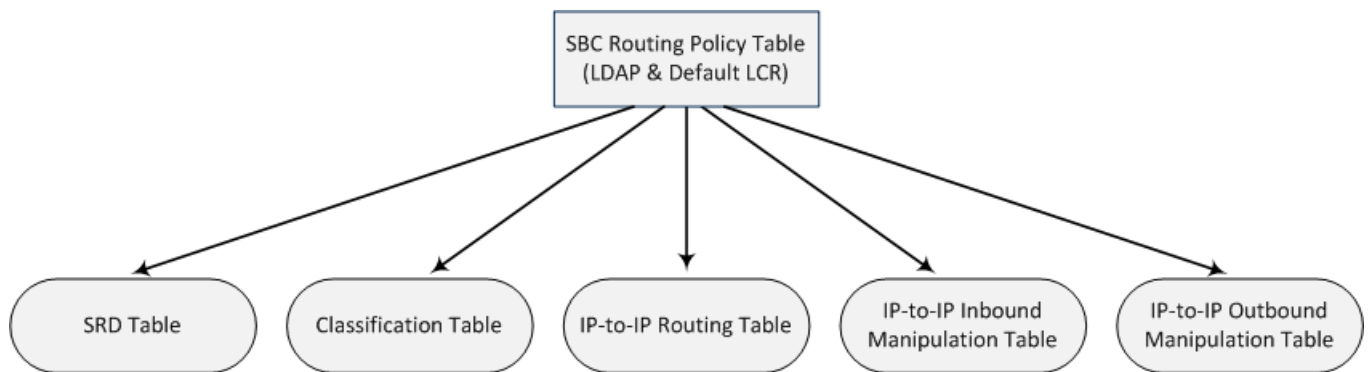 SBC Routing Policy Table
(LDAP & Default LCR)
SRD Table
Classification Table
IP-to-IP Routing Table
IP-to-IP Inbound
Manipulation Table
IP-to-IP Outbound
Manipulation Table